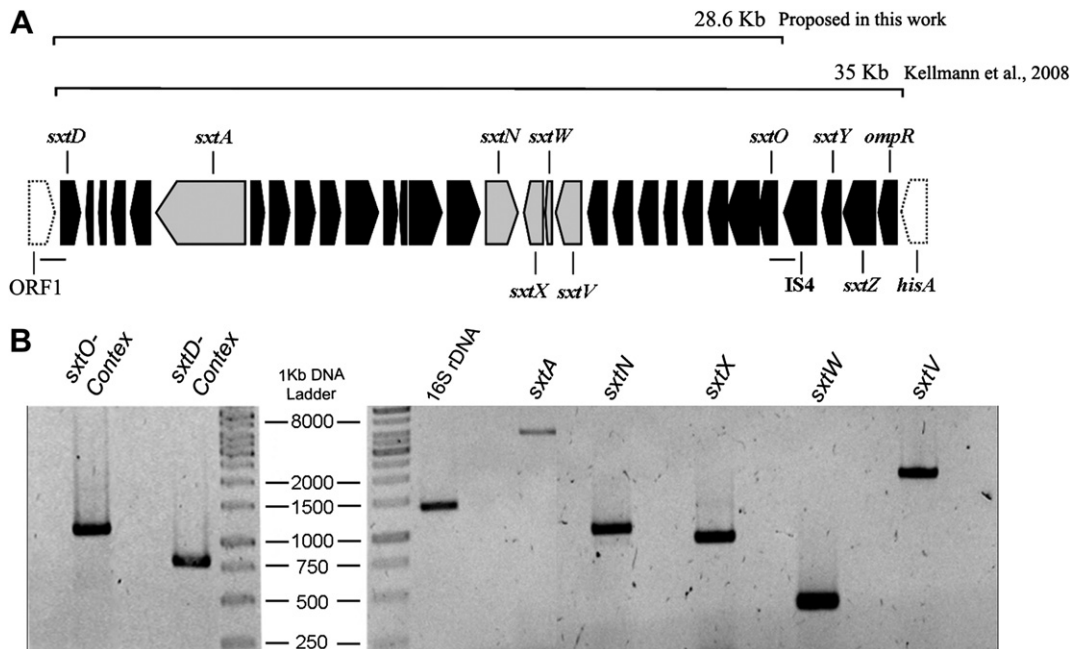 A
28.6 Kb Proposed in this work
35 Kb Kellmann et al., 2008
sxtD sxtA sxtN sxtW sxtO sxtY ompR
ORF1 sxtX sxtV IS4 sxtZ hisA
B
sxtO-
Contex
sxtD-
Contex
1Kb DNA
Ladder
16S rDNA
sxtA
sxtN
sxtX
sxtW
sxtV
8000
2000
1500
1000
750
500
250